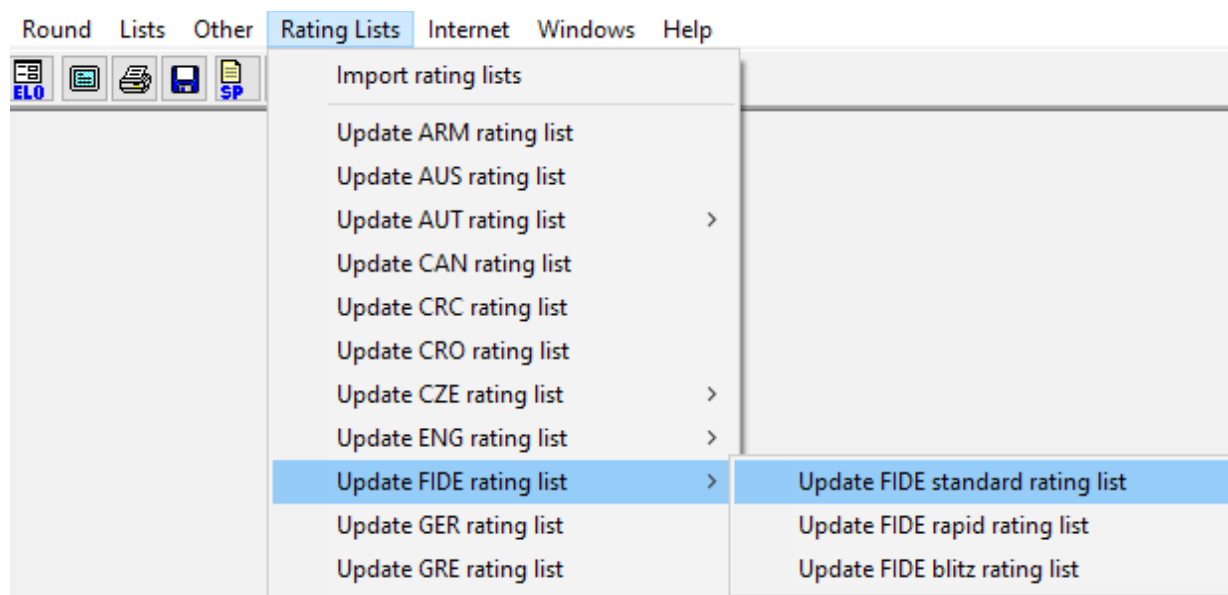 Round Lists Other Rating Lists Internet Windows Help
ELO SP
Import rating lists
Update ARM rating list
Update AUS rating list
Update AUT rating list
Update CAN rating list
Update CRC rating list
Update CRO rating list
Update CZE rating list
Update ENG rating list
Update FIDE rating list
Update FIDE standard rating list
Update GER rating list
Update FIDE rapid rating list
Update GRE rating list
Update FIDE blitz rating list